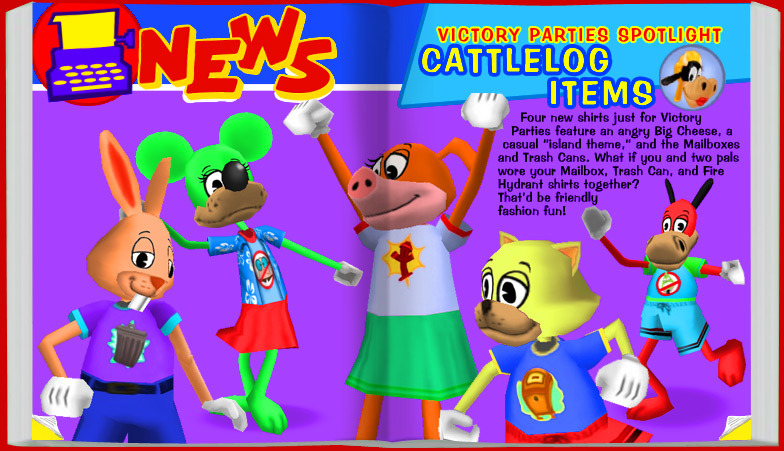 NEWS
VICTORY PARTIES SPOTLIGHT
CATTLELOG
ITEMS
Four new shirts just for Victory
Parties feature an angry Big Cheese, a
casual "island theme," and the Mailboxes
and Trash Cans. What if you and two pals
wore your Mailbox, Trash Can, and Fire
Hydrant shirts together?
That'd be friendly
fashion fun!